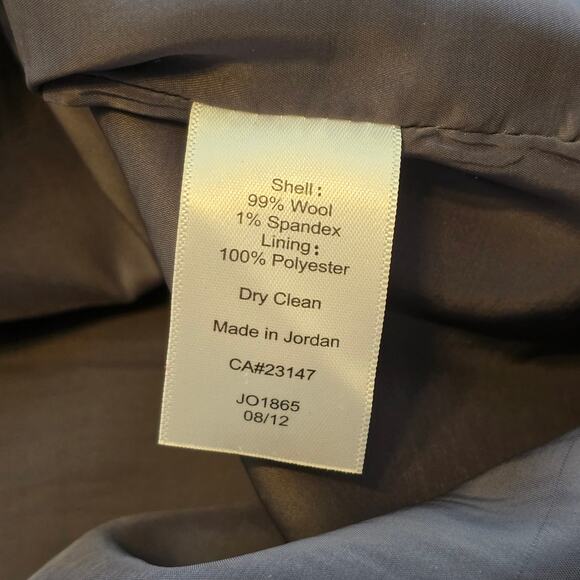 Shell:
99% Wool
1% Spandex
Lining:
100% Polyester
Dry Clean
Made in Jordan
CA#23147
JO1865
08/12